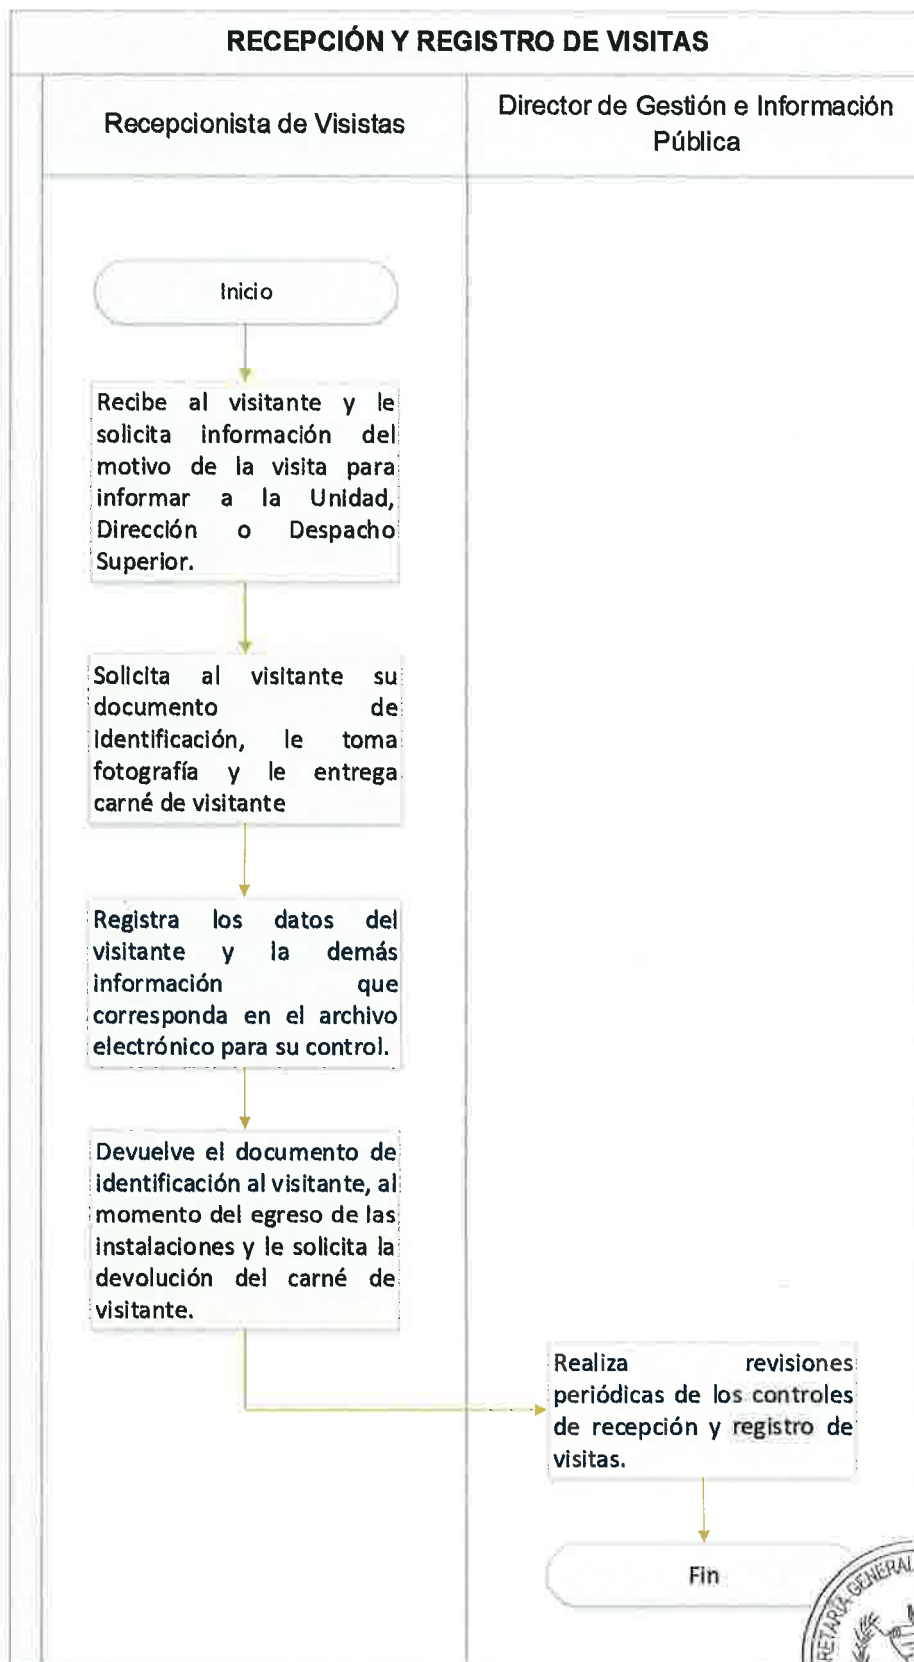 RECEPCIÓN Y REGISTRO DE VISITAS
Recepcionista de Visistas
Director de Gestión e Información
Pública
Inicio
Recibe al visitante y le
solicita información del
motivo de la visita para
informar a la Unidad,
Dirección o Despacho
Superior.
Solicita al visitante su
documento de
identificación, le toma
fotografía y le entrega
carné de visitante
Registra los datos del
visitante y la demás
información que
corresponda en el archivo
electrónico para su control.
Devuelve el documento de
identificación al visitante, al
momento del egreso de las
instalaciones y le solicita la
devolución del carné de
visitante.
Realiza revisiones
periódicas de los controles
de recepción y registro de
visitas.
Fin
RETARÍA GENERAL